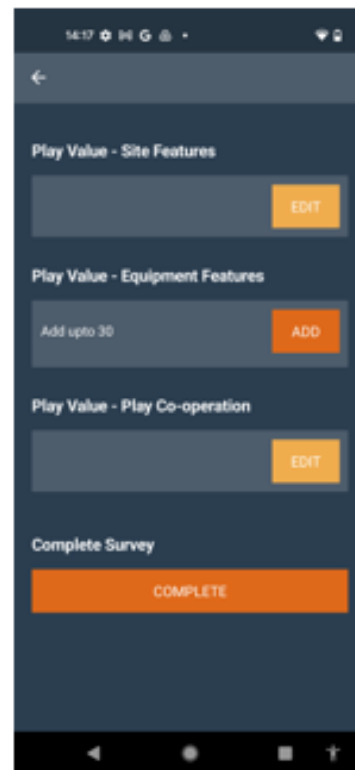 14:17
Play Value - Site Features
EDIT
Play Value - Equipment Features
Add upto 30
ADD
Play Value - Play Co-operation
EDIT
Complete Survey
COMPLETE